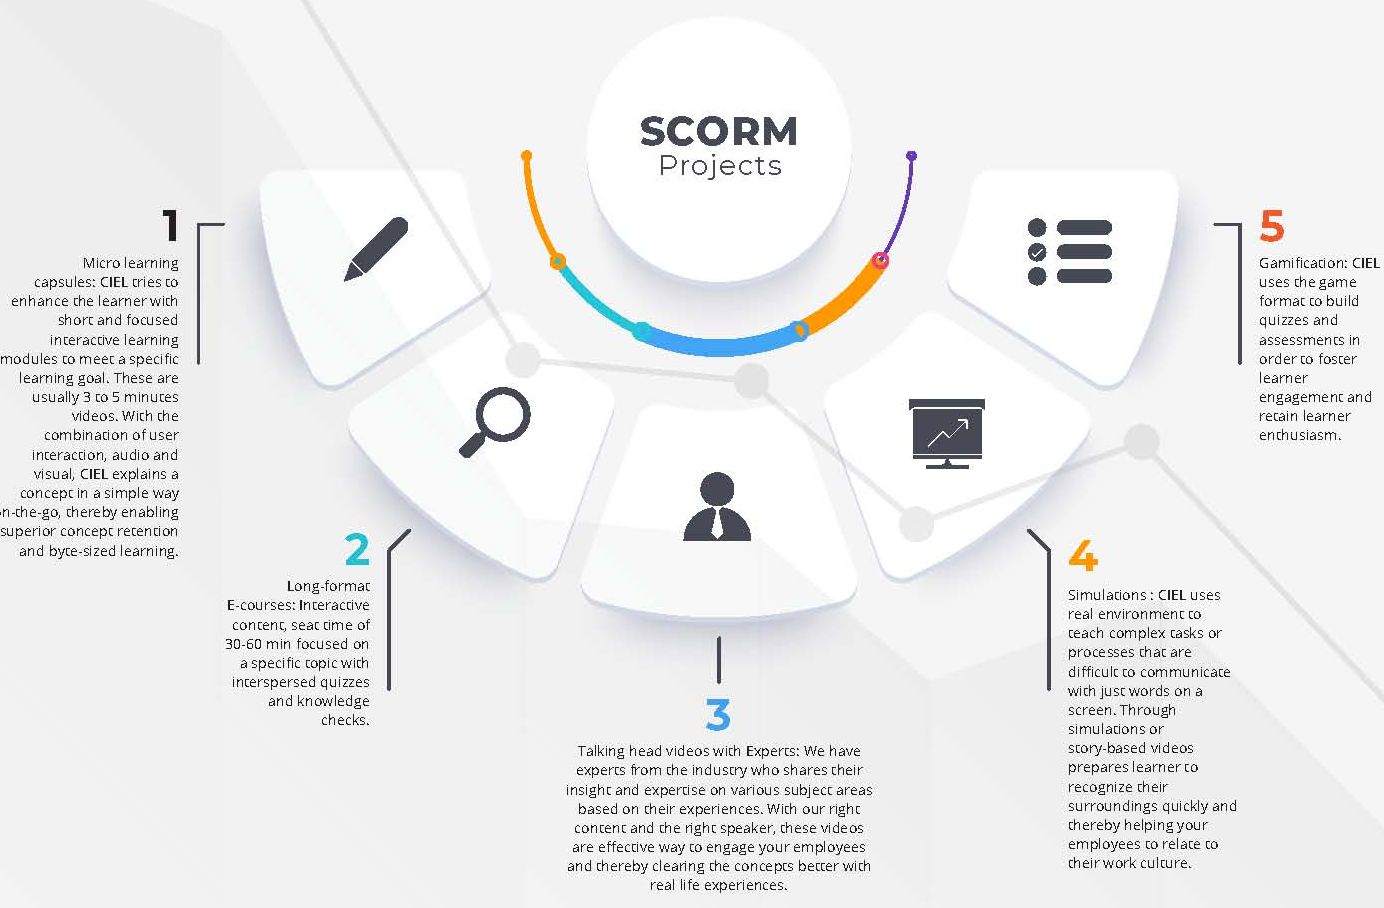 SCORM
Projects
1
Micro learning
capsules: CIEL tries to
enhance the learner with
short and focused
interactive learning
modules to meet a specific
learning goal. These are
usually 3 to 5 minutes
videos. With the
combination of user
interaction, audio and
visual, CIEL explains a
concept in a simple way
n-the-go, thereby enabling
superior concept retention
and byte-sized learning.
2
Long-format
E-courses: Interactive
content, seat time of
30-60 min focused on
a specific topic with
interspersed quizzes
and knowledge
checks.
3
Talking head videos with Experts: We have
experts from the industry who shares their
insight and expertise on various subject areas
based on their experiences. With our right
content and the right speaker, these videos
are effective way to engage your employees
and thereby clearing the concepts better with
real life experiences.
4
Simulations : CIEL uses
real environment to
teach complex tasks or
processes that are
difficult to communicate
with just words on a
screen. Through
simulations or
story-based videos
prepares learner to
recognize their
surroundings quickly and
thereby helping your
employees to relate to
their work culture.
5
Gamification: CIEL
uses the game
format to build
quizzes and
assessments in
order to foster
learner
engagement and
retain learner
enthusiasm.